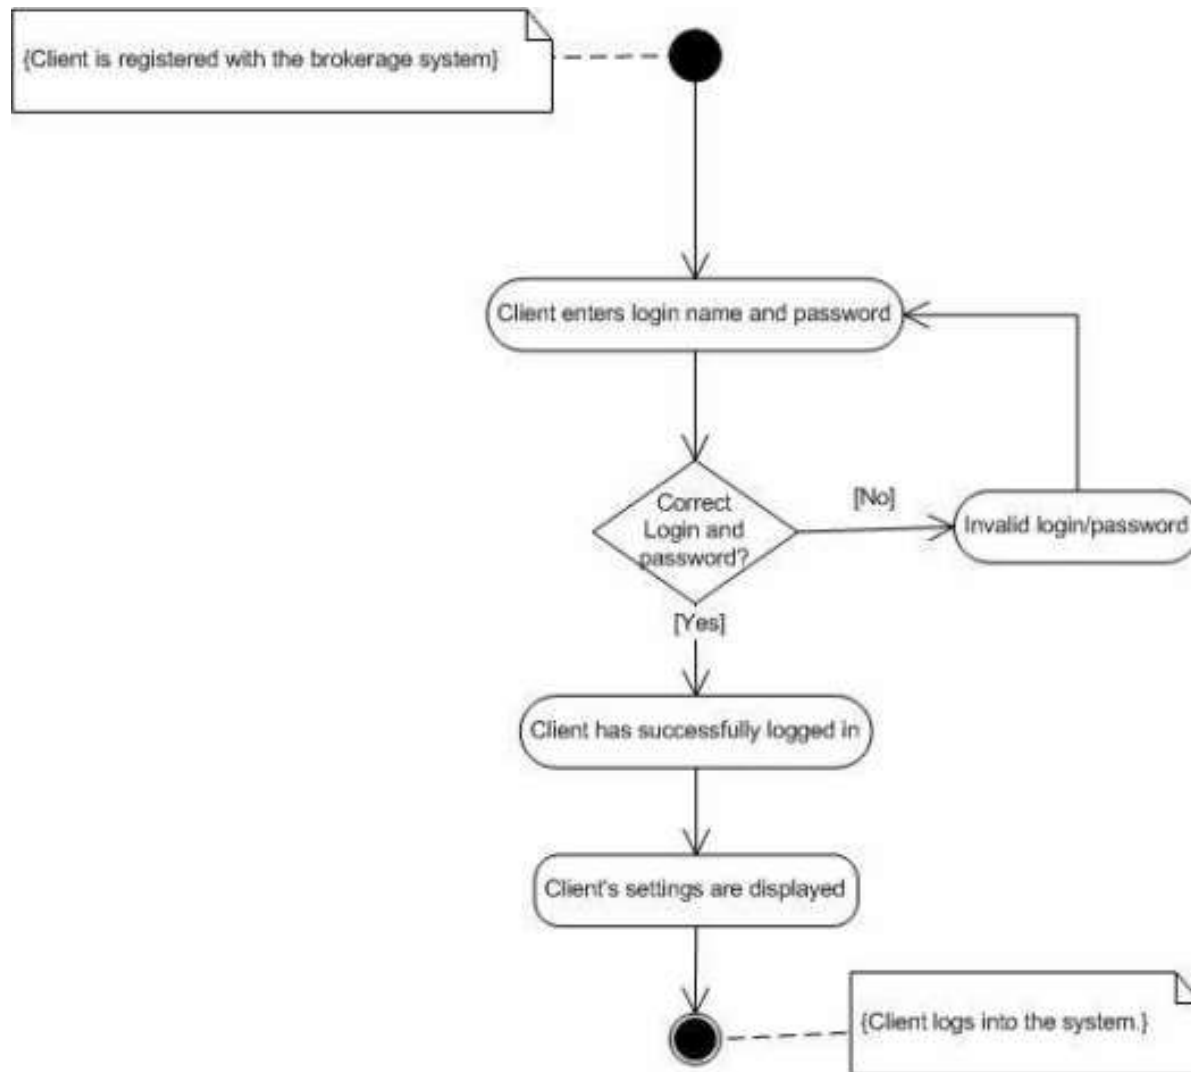 {Client is registered with the brokerage system}
Client enters login name and password
Correct
Login and
password?
[No]
Invalid login/password
[Yes]
Client has successfully logged in
Client's settings are displayed
{Client logs into the system.}